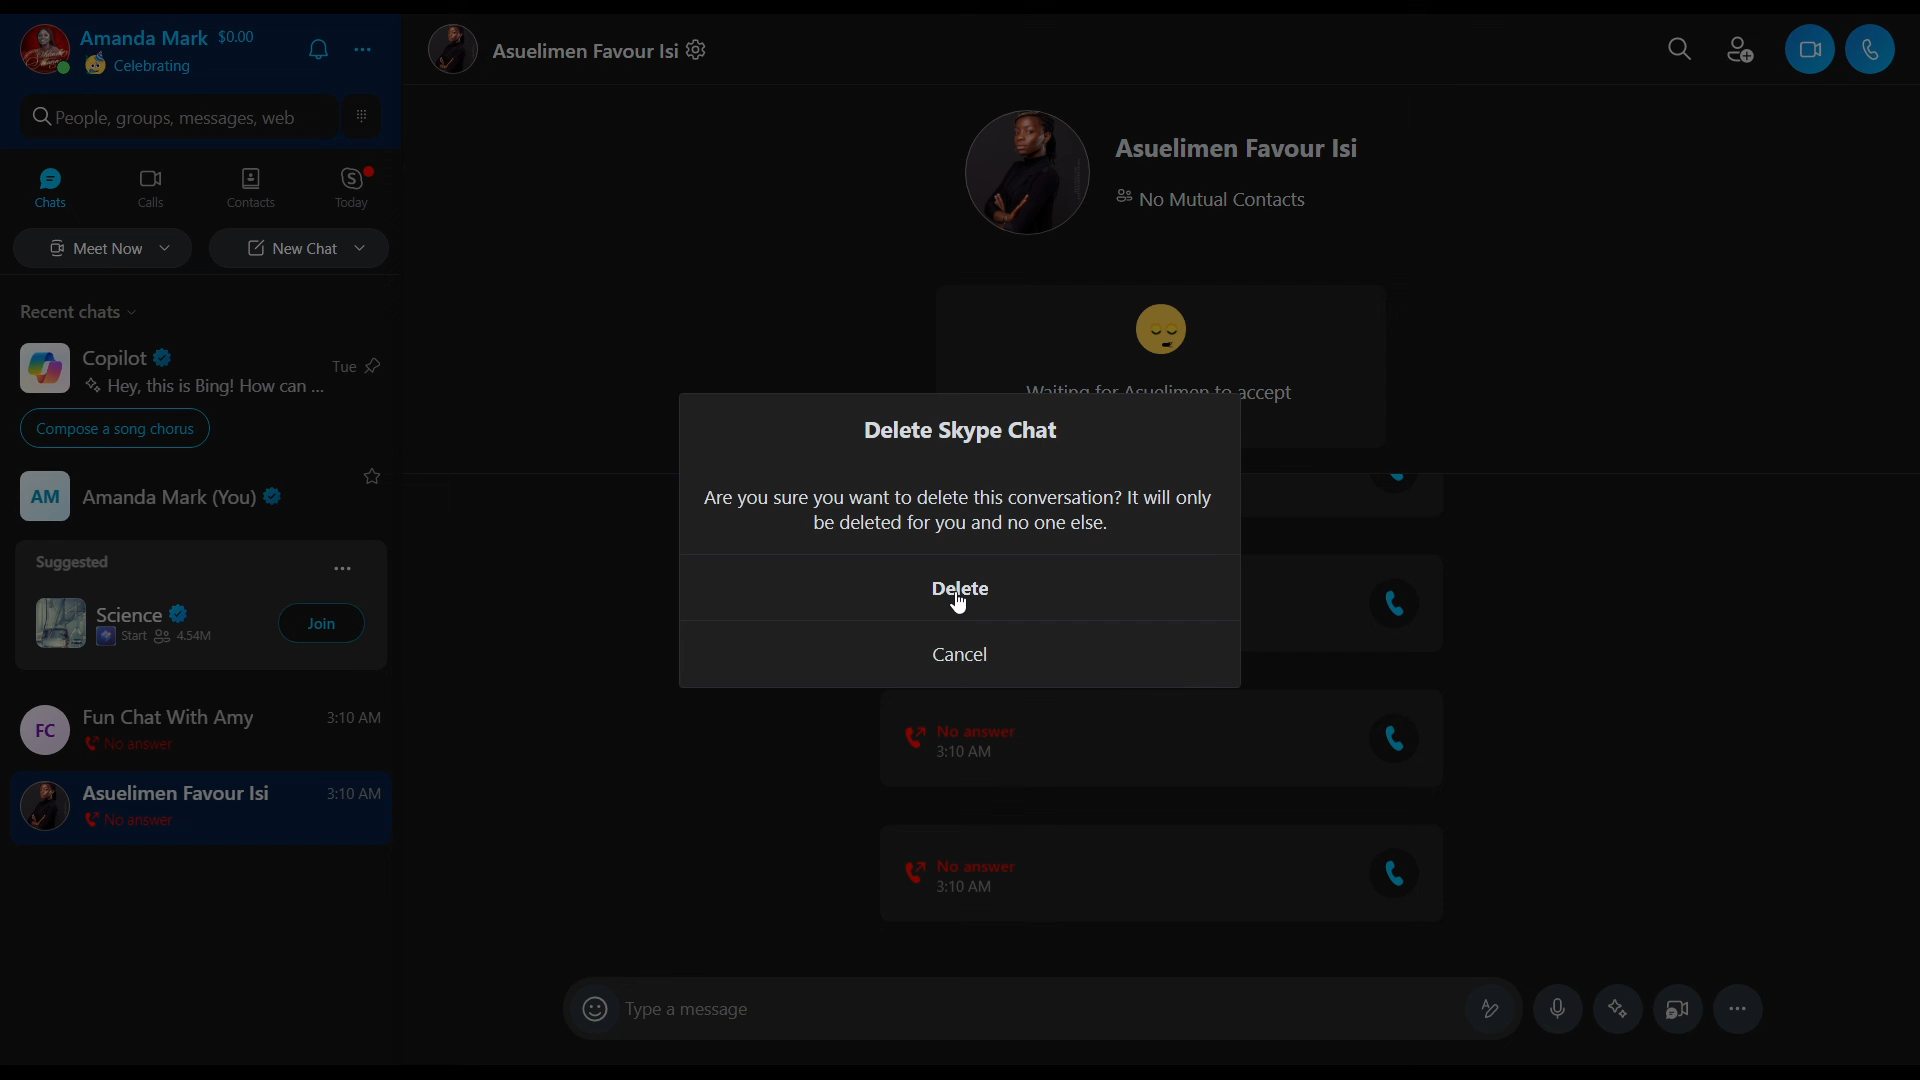 Amanda Mark $0.00
Celebrating
People, groups, messages, web
Chats
Calls
Contacts
Today
Meet Now
New Chat
Recent chats
Copilot
Tue
Hey, this is Bing! How can ...
Compose a song chorus
AM
Amanda Mark (You)
Suggested
Science
Start 4.54M
Join
FC
Fun Chat With Amy
3:10 AM
No answer
Asuelimen Favour Isi
3:10 AM
No answer
Asuelimen Favour Isi
Asuelimen Favour Isi
No Mutual Contacts
Waiting for Asuelimen to accept
Delete Skype Chat
Are you sure you want to delete this conversation? It will only
be deleted for you and no one else.
Delete
Cancel
No answer
3:10 AM
No answer
3:10 AM
Type a message